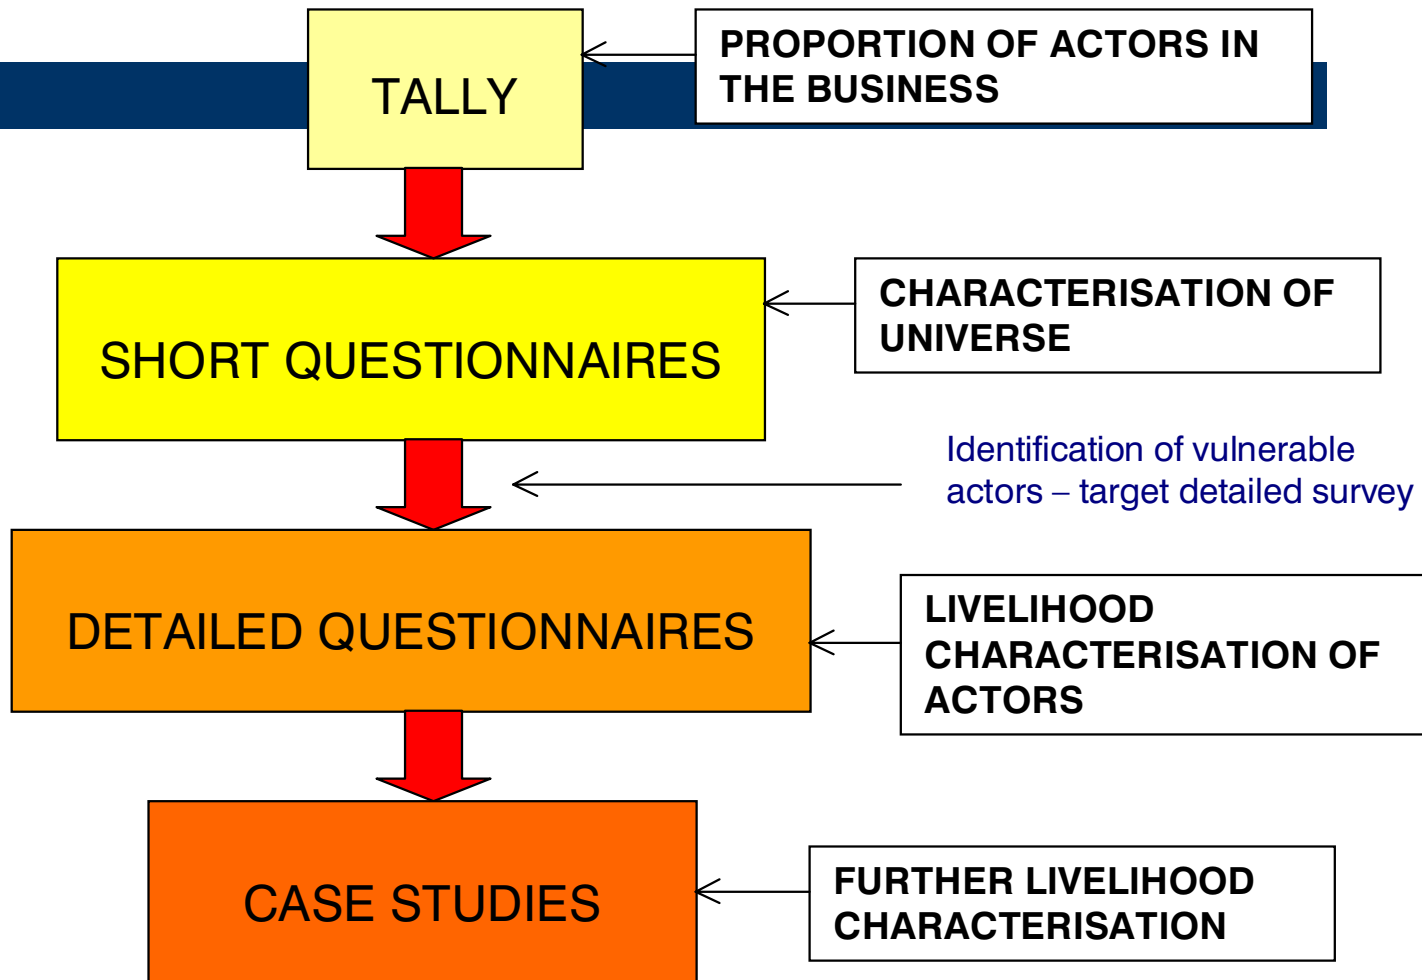 TALLY
PROPORTION OF ACTORS IN
THE BUSINESS
SHORT QUESTIONNAIRES
CHARACTERISATION OF
UNIVERSE
Identification of vulnerable
actors – target detailed survey
DETAILED QUESTIONNAIRES
LIVELIHOOD
CHARACTERISATION OF
ACTORS
CASE STUDIES
FURTHER LIVELIHOOD
CHARACTERISATION